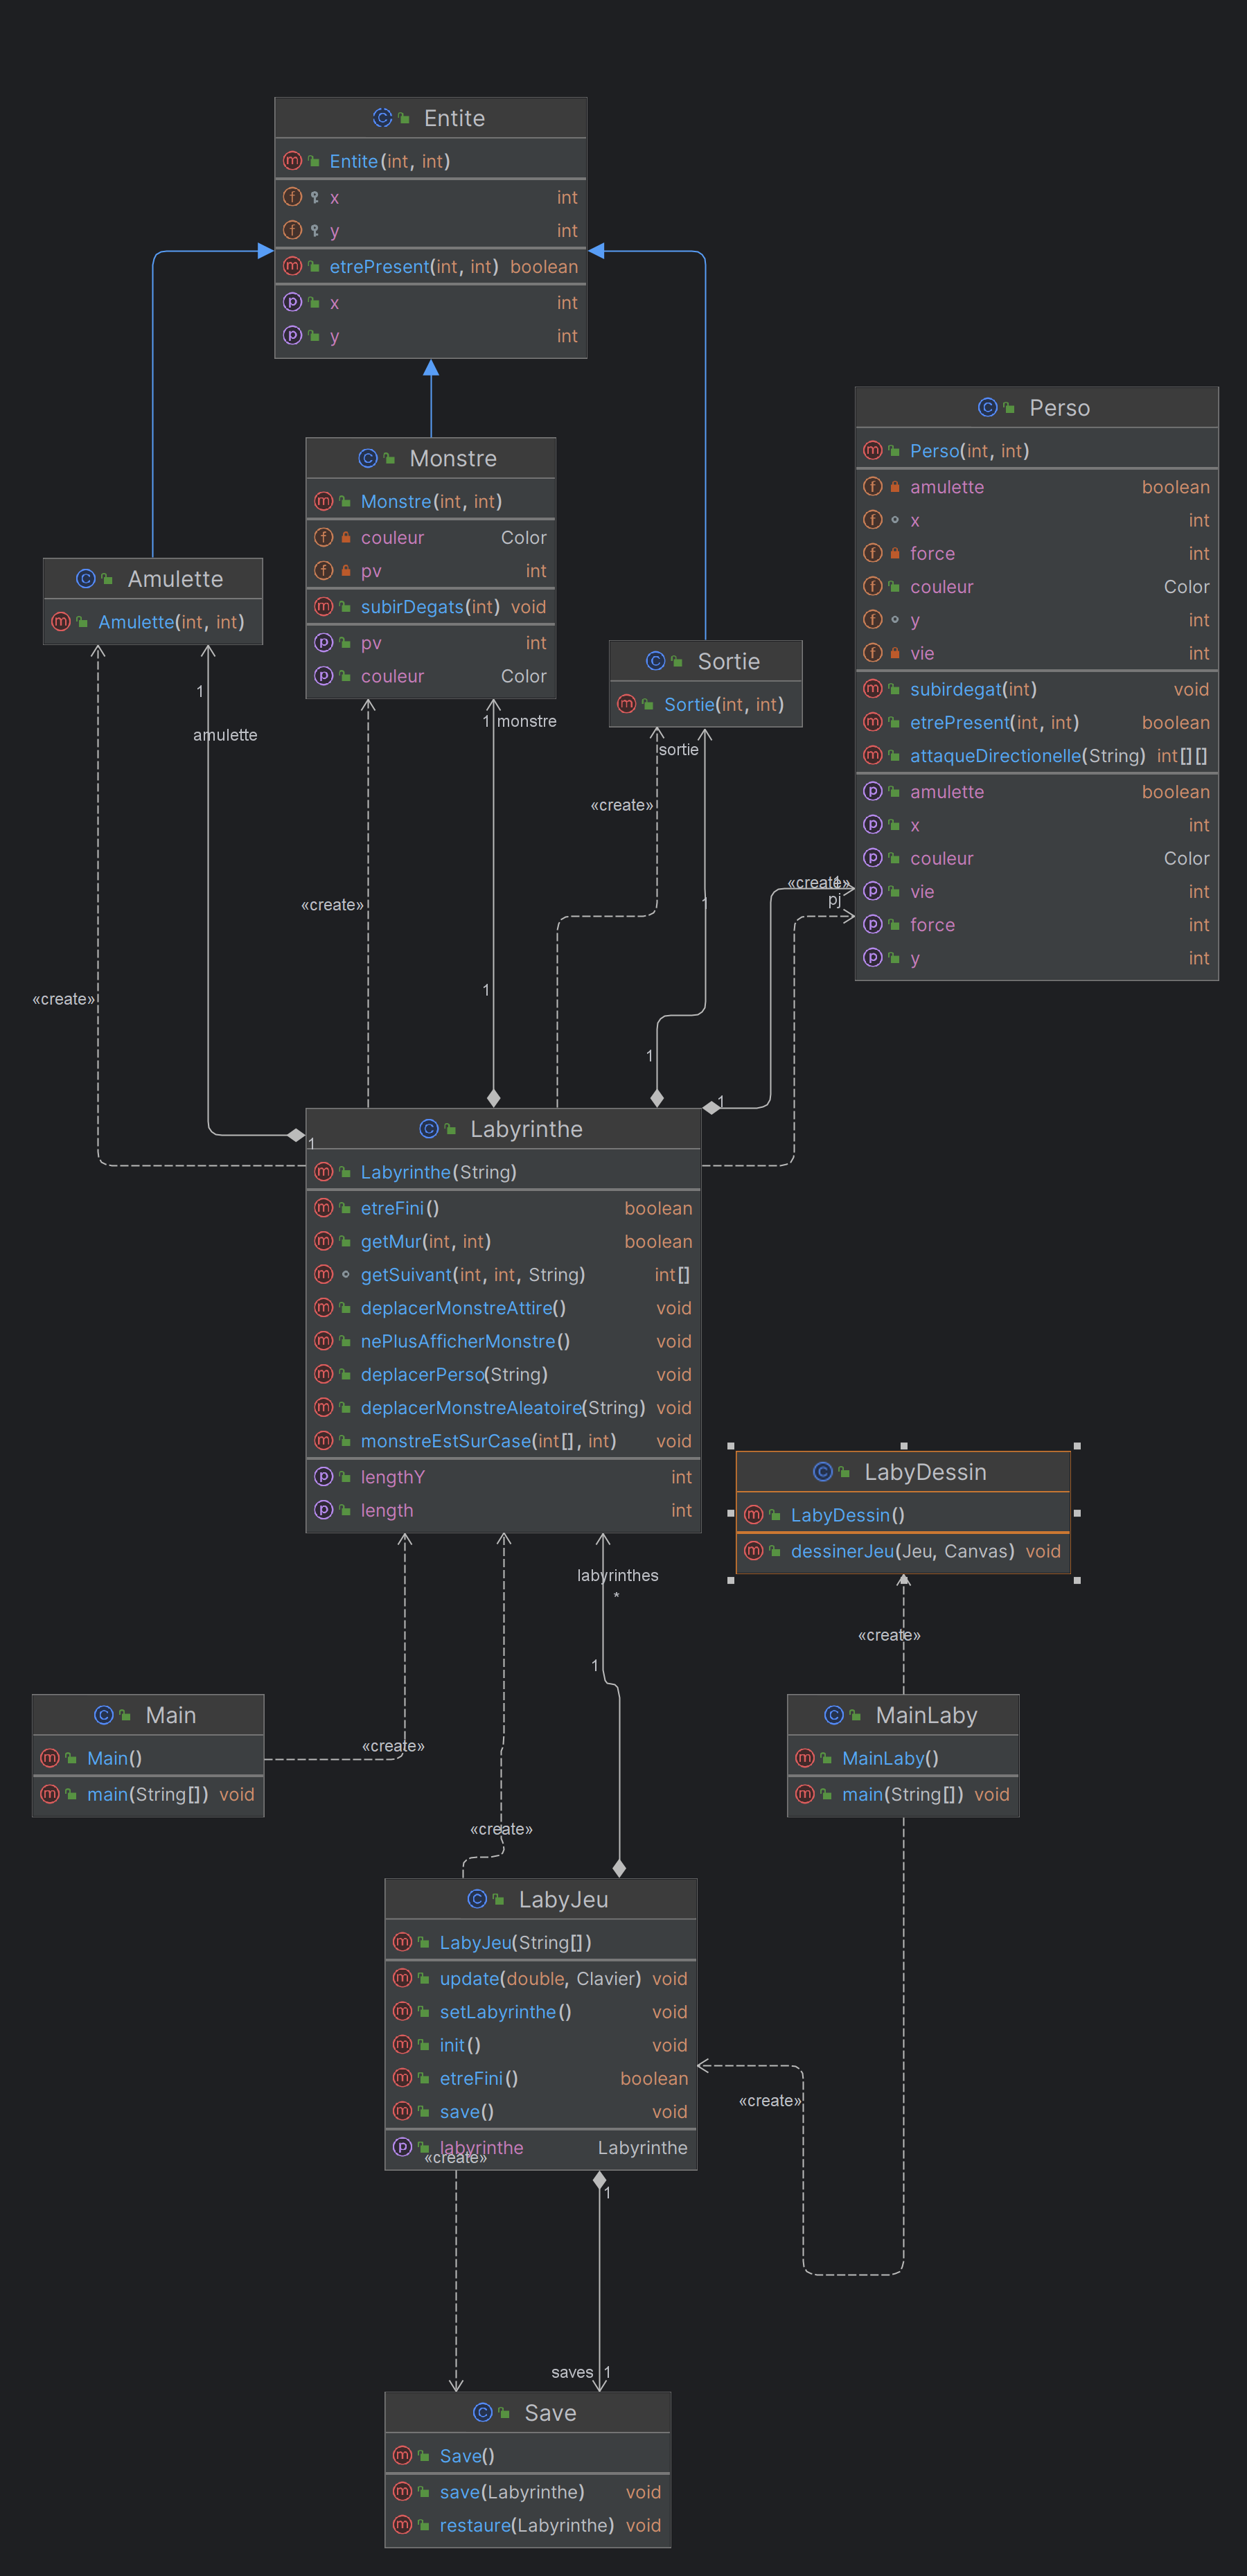 Entite
Entite(int, int)
x int
y int
etrePresent(int, int) boolean
x int
y int
Perso
Perso(int, int)
amulette boolean
x int
force int
couleur Color
y int
vie int
subirdegat(int) void
etrePresent(int, int) boolean
attaqueDirectionelle(String) int[][]
amulette boolean
x int
couleur Color
vie int
force int
y int
Monstre
Monstre(int, int)
couleur Color
pv int
subirDegats(int) void
pv int
couleur Color
Amulette
Amulette(int, int)
Sortie
Sortie(int, int)
1
amulette
1 monstre
sortie
«create»
«create»
1
pj
«create»
1
«create»
1
1
1
1
Labyrinthe
Labyrinthe(String)
etreFini() boolean
getMur(int, int) boolean
getSuivant(int, int, String) int[]
deplacerMonstreAttire() void
nePlusAfficherMonstre() void
deplacerPerso(String) void
deplacerMonstreAleatoire(String) void
monstreEstSurCase(int[], int) void
lengthY int
length int
LabyDessin
LabyDessin()
dessinerJeu(Jeu, Canvas) void
labyrinthes
*
«create»
1
Main
Main()
main(String[]) void
«create»
MainLaby
MainLaby()
main(String[]) void
«create»
LabyJeu
LabyJeu(String[])
update(double, Clavier) void
setLabyrinthe() void
init() void
etreFini() boolean
save() void
labyrinthe Labyrinthe
«create»
«create»
1
saves 1
Save
Save()
save(Labyrinthe) void
restaure(Labyrinthe) void